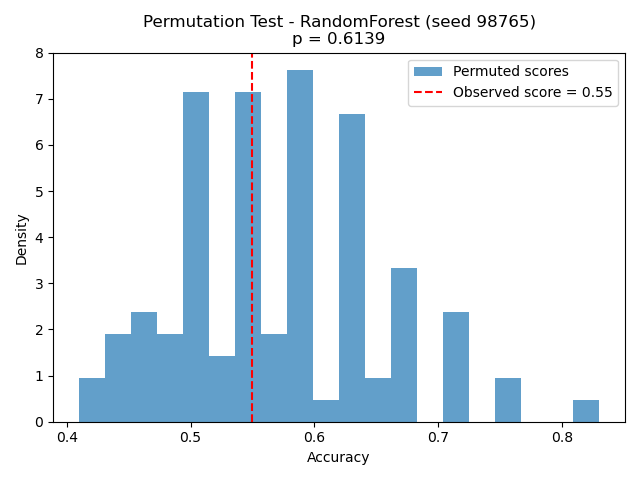 Permutation Test - RandomForest (seed 98765)
p = 0.6139
Permuted scores
Observed score = 0.55
Density
8
7
6
5
4
3
2
1
0
0.4 0.5 0.6 0.7 0.8
Accuracy